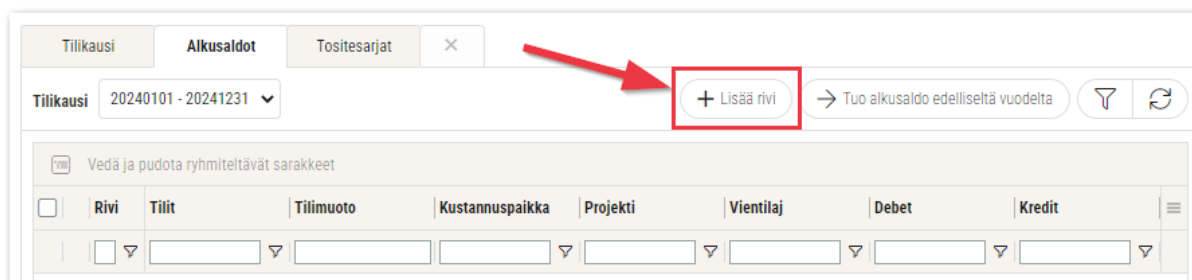 Tilikausi Alkusaldot Tositesarjat
Tilikausi 20240101 - 20241231 Lisää rivi Tuo alkusaldo edelliseltä vuodelta
Vedä ja pudota ryhmiteltävät sarakkeet
Rivi Tilit Tilimuoto Kustannuspaikka Projekti Vientilaj Debet Kredit